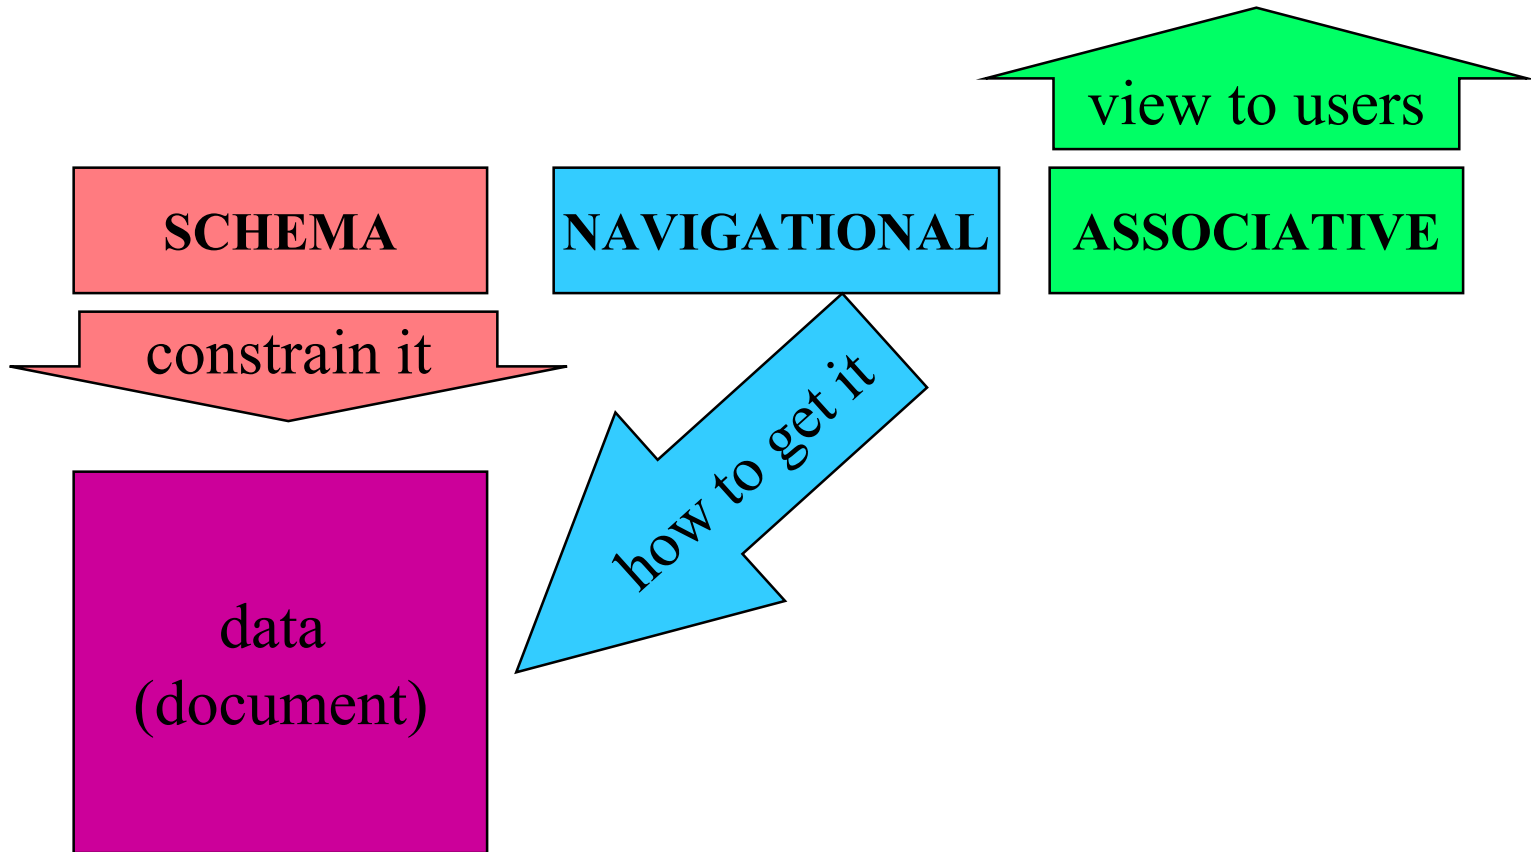 view to users
SCHEMA
NAVIGATIONAL
ASSOCIATIVE
constrain it
how to get it
data
(document)